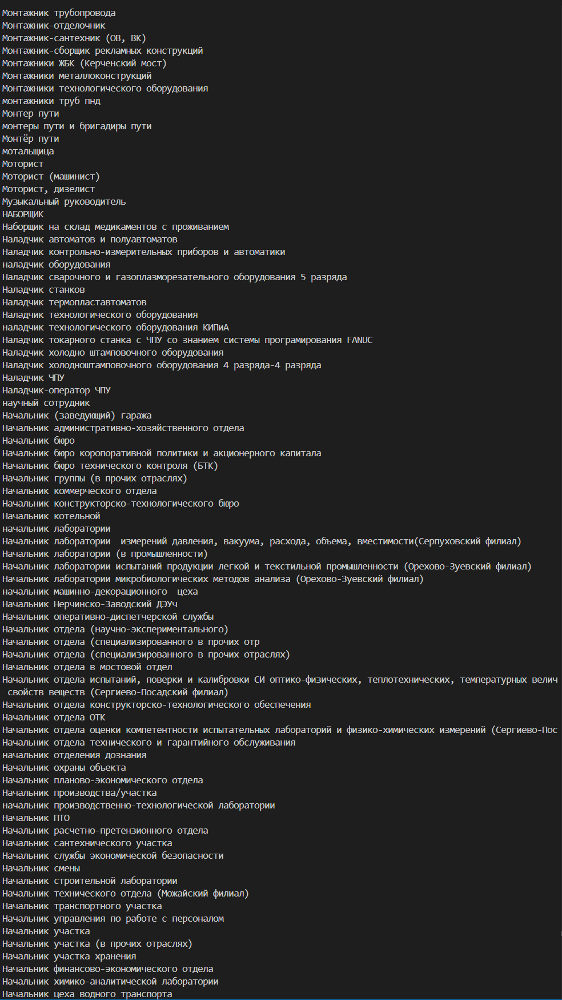 Монтажник трубопровода
Монтажник-отделочник
Монтажник-сантехник (ОВ, ВК)
Монтажник-сборщик рекламных конструкций
Монтажники ЖБК (Керченский мост)
Монтажники металлоконструкций
Монтажники технологического оборудования
монтажники труб пнд
Монтер пути
монтеры пути и бригадиры пути
Монтёр пути
мотальщица
Моторист
Моторист (машинист)
Моторист, дизелист
Музыкальный руководитель
НАБОРЩИК
Наборщик на склад медикаментов с проживанием
Наладчик автоматов и полуавтоматов
Наладчик контрольно-измерительных приборов и автоматики
наладчик оборудования
Наладчик сварочного и газоплазморезательного оборудования 5 разряда
Наладчик станков
Наладчик термопластавтоматов
Наладчик технологического оборудования
наладчик технологического оборудования КИПиА
Наладчик токарного станка с ЧПУ со знанием системы програмирования FANUC
Наладчик холодно штамповочного оборудования
Наладчик холодноштамповочного оборудования 4 разряда-4 разряда
Наладчик ЧПУ
Наладчик-оператор ЧПУ
научный сотрудник
Начальник (заведующий) гаража
Начальник административно-хозяйственного отдела
Начальник бюро
Начальник бюро коропоративной политики и акционерного капитала
Начальник бюро технического контроля (БТК)
Начальник группы (в прочих отраслях)
Начальник коммерческого отдела
Начальник конструкторско-технологического бюро
Начальник котельной
начальник лаборатории
Начальник лаборатории  измерений давления, вакуума, расхода, объема, вместимости(Серпуховский филиал)
Начальник лаборатории (в промышленности)
Начальник лаборатории испытаний продукции легкой и текстильной промышленности (Орехово-Зуевский филиал)
Начальник лаборатории микробиологических методов анализа (Орехово-Зуевский филиал)
начальник машинно-декорационного  цеха
Начальник Нерчинско-Заводский ДЭУч
Начальник оперативно-диспетчерской службы
Начальник отдела (научно-экспериментального)
Начальник отдела (специализированного в прочих отр
Начальник отдела (специализированного в прочих отраслях)
Начальник отдела в мостовой отдел
Начальник отдела испытаний, поверки и калибровки СИ оптико-физических, теплотехнических, температурных велич
свойств веществ (Сергиево-Посадский филиал)
Начальник отдела конструкторско-технологического обеспечения
Начальник отдела ОТК
Начальник отдела оценки компетентности испытательных лабораторий и физико-химических измерений (Сергиево-Пос
Начальник отдела технического и гарантийного обслуживания
начальник отделения дознания
Начальник охраны объекта
Начальник планово-экономического отдела
Начальник производства/участка
начальник производственно-технологической лаборатории
Начальник ПТО
Начальник расчетно-претензионного отдела
Начальник сантехнического участка
Начальник службы экономической безопасности
Начальник смены
Начальник строительной лаборатории
Начальник технического отдела (Можайский филиал)
Начальник транспортного участка
Начальник управления по работе с персоналом
Начальник участка
Начальник участка (в прочих отраслях)
Начальник участка хранения
Начальник финансово-экономического отдела
Начальник химико-аналитической лаборатории
Начальник цеха водного транспорта